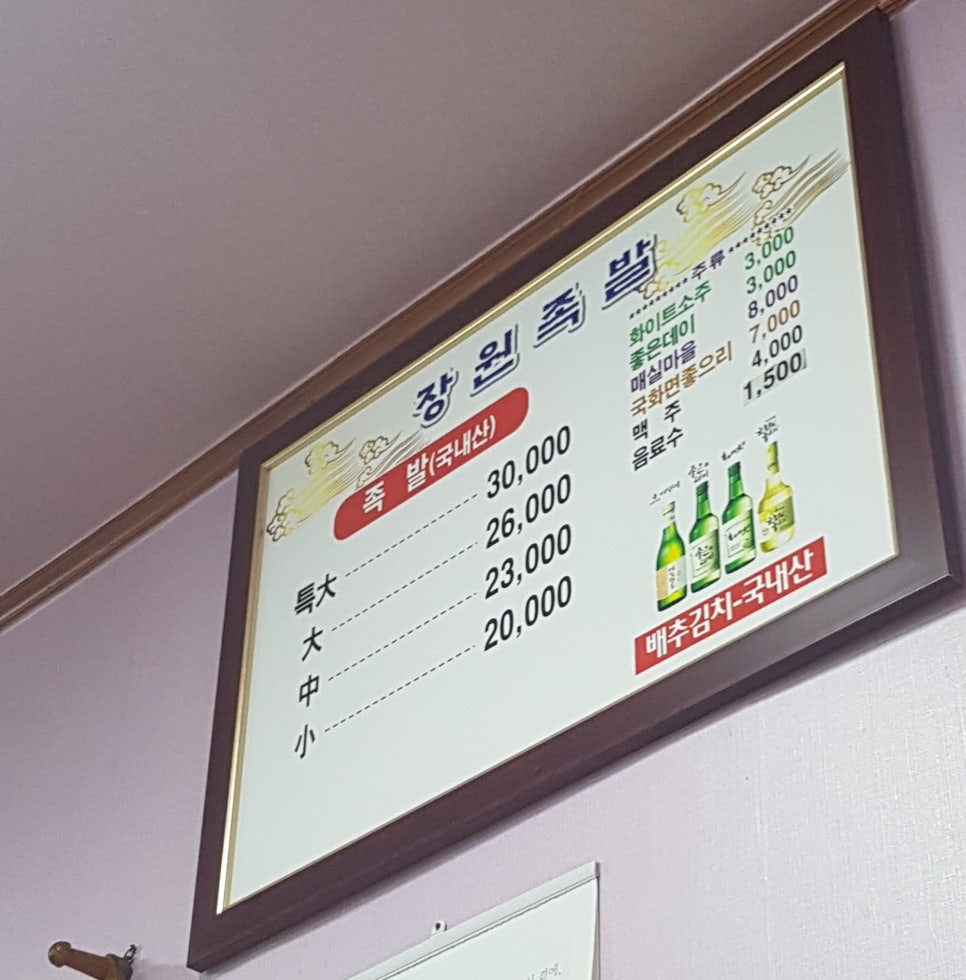 장원족발
족 발(국내산)
特大 30,000
大 26,000
中 23,000
小 20,000
********* 주류 *********
화이트소주 3,000
좋은데이 3,000
매실마을 8,000
국화면좋으리 7,000
맥 주 4,000
음료수 1,500
배추김치-국내산